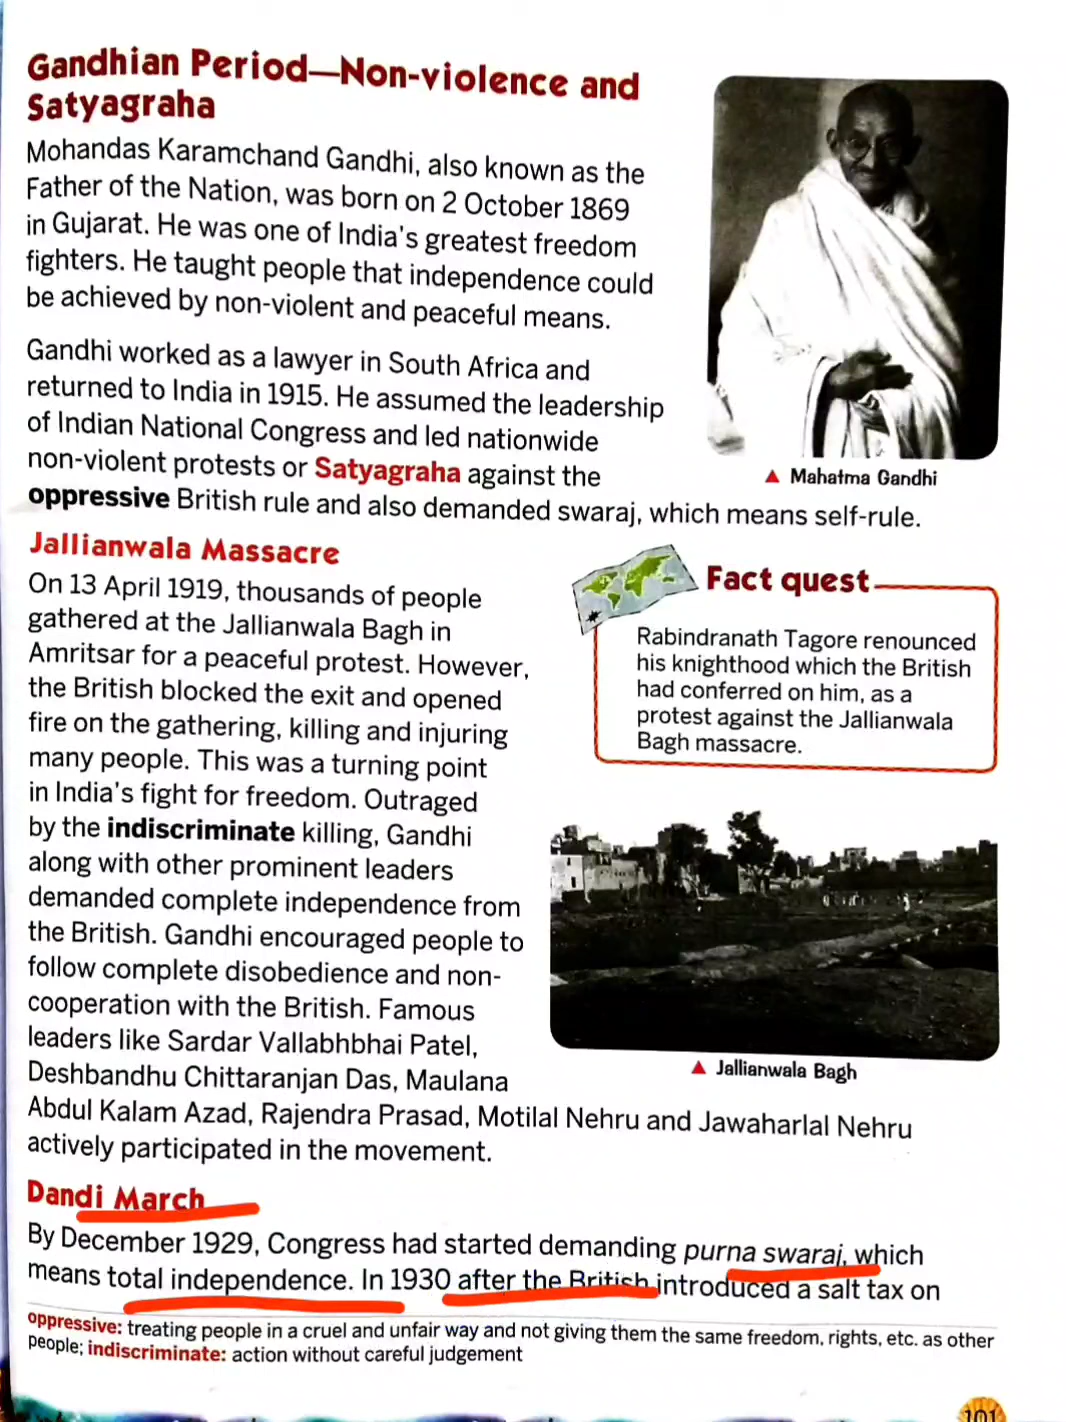 Gandhian Period—Non-violence and
Satyagraha
Mohandas Karamchand Gandhi, also known as the
Father of the Nation, was born on 2 October 1869
in Gujarat. He was one of India's greatest freedom
fighters. He taught people that independence could
be achieved by non-violent and peaceful means.
Gandhi worked as a lawyer in South Africa and
returned to India in 1915. He assumed the leadership
of Indian National Congress and led nationwide
non-violent protests or Satyagraha against the
oppressive British rule and also demanded swaraj, which means self-rule.
▲ Mahatma Gandhi
Jallianwala Massacre
On 13 April 1919, thousands of people
gathered at the Jallianwala Bagh in
Amritsar for a peaceful protest. However,
the British blocked the exit and opened
fire on the gathering, killing and injuring
many people. This was a turning point
in India's fight for freedom. Outraged
by the indiscriminate killing, Gandhi
along with other prominent leaders
demanded complete independence from
the British. Gandhi encouraged people to
follow complete disobedience and non-
cooperation with the British. Famous
leaders like Sardar Vallabhbhai Patel,
Deshbandhu Chittaranjan Das, Maulana
Abdul Kalam Azad, Rajendra Prasad, Motilal Nehru and Jawaharlal Nehru
actively participated in the movement.
Fact quest
Rabindranath Tagore renounced
his knighthood which the British
had conferred on him, as a
protest against the Jallianwala
Bagh massacre.
▲ Jallianwala Bagh
Dandi March
By December 1929, Congress had started demanding purna swaraj, which
means total independence. In 1930 after the British introduced a salt tax on
oppressive: treating people in a cruel and unfair way and not giving them the same freedom, rights, etc. as other
people; indiscriminate: action without careful judgement
101